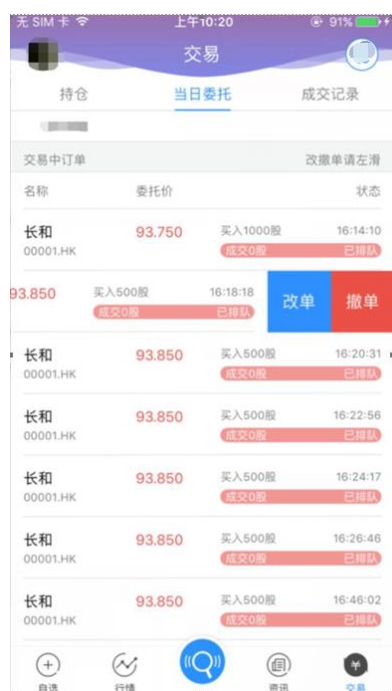 无 SIM 卡 上午10:20 91%
交易
持仓 当日委托 成交记录
交易中订单 改撤单请左滑
名称 委托价 状态
长和 93.750 买入1000股 16:14:10
00001.HK 成交0股 已排队
93.850 买入500股 16:18:18 改单 撤单
成交0股 已排队
长和 93.850 买入500股 16:20:31
00001.HK 成交0股 已排队
长和 93.850 买入500股 16:22:56
00001.HK 成交0股 已排队
长和 93.850 买入500股 16:24:17
00001.HK 成交0股 已排队
长和 93.850 买入500股 16:26:46
00001.HK 成交0股 已排队
长和 93.850 买入500股 16:46:02
00001.HK 成交0股 已排队
自选 行情 资讯 交易